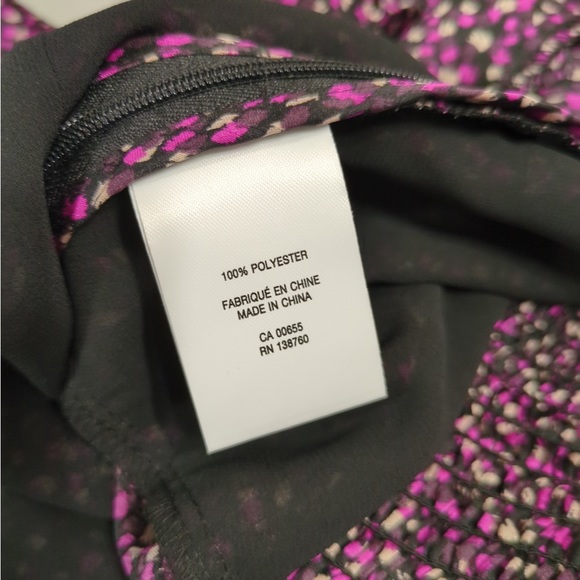 100% POLYESTER
FABRIQUÉ EN CHINE
MADE IN CHINA
CA 00655
RN 138760